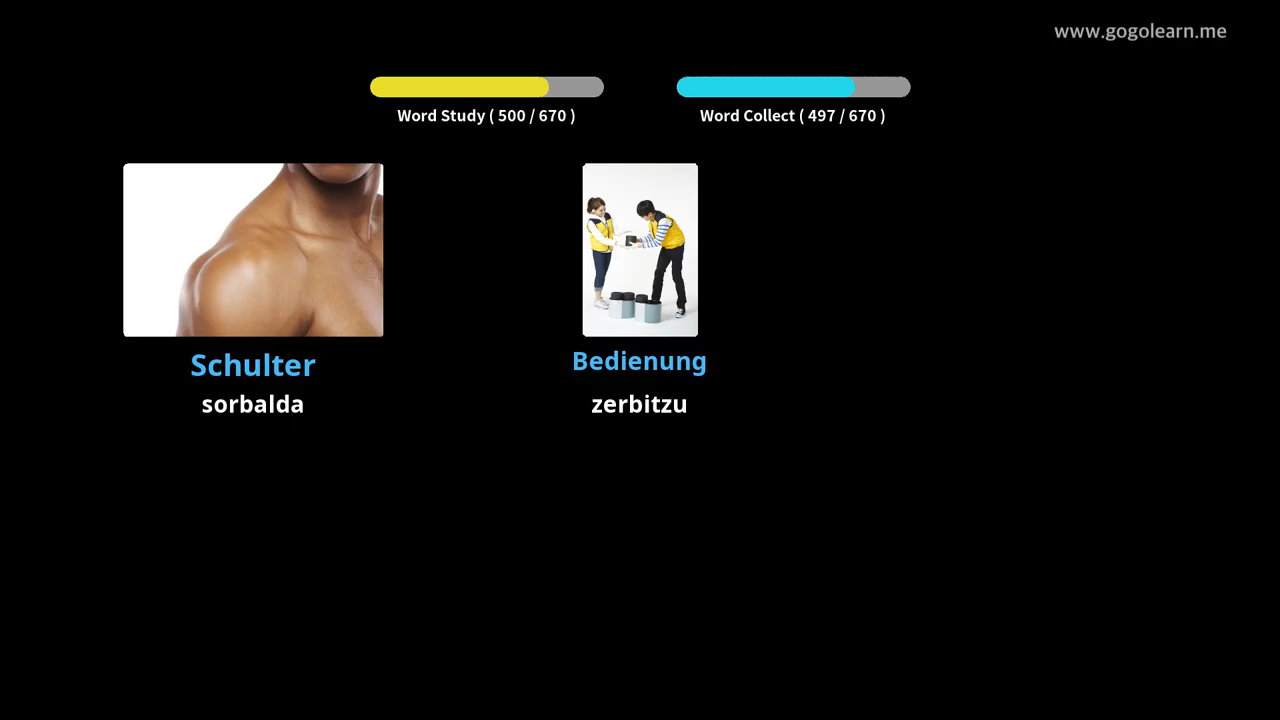 www.gogolearn.me
Word Study ( 500 / 670 )
Word Collect ( 497 / 670 )
Schulter
sorbalda
Bedienung
zerbitzu